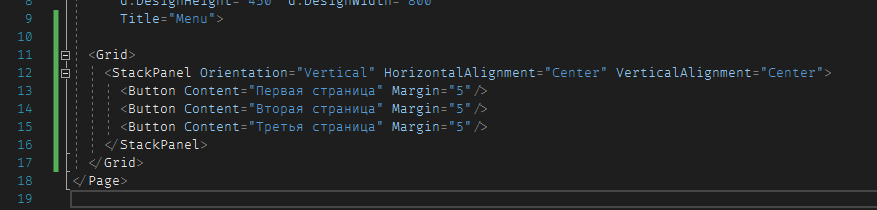 8 d:DesignHeight="450" d:DesignWidth="800"
9 Title="Menu">
10
11 <Grid>
12 <StackPanel Orientation="Vertical" HorizontalAlignment="Center" VerticalAlignment="Center">
13 <Button Content="Первая страница" Margin="5"/>
14 <Button Content="Вторая страница" Margin="5"/>
15 <Button Content="Третья страница" Margin="5"/>
16 </StackPanel>
17 </Grid>
18 </Page>
19